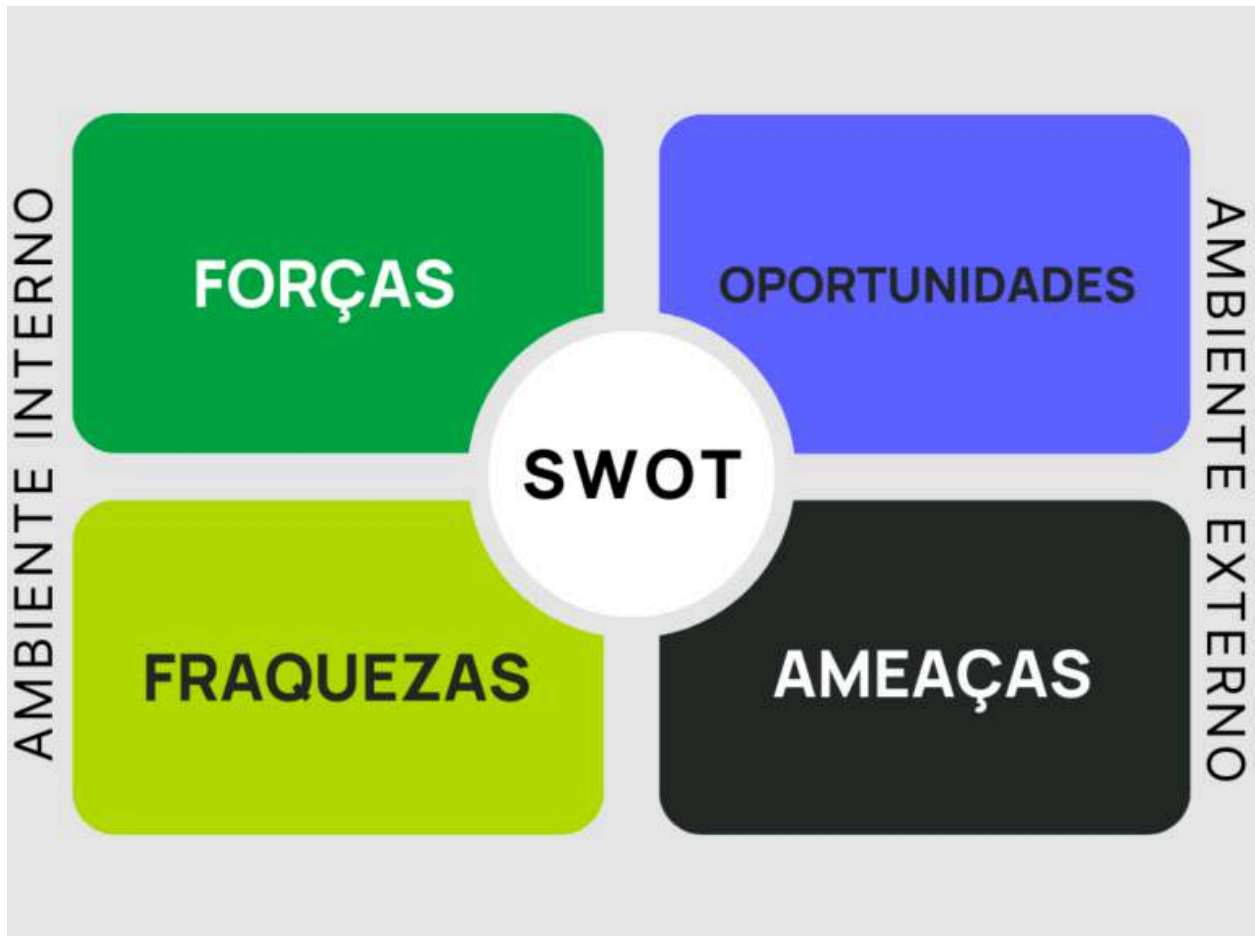 AMBIENTE INTERNO
FORÇAS
OPORTUNIDADES
SWOT
FRAQUEZAS
AMEAÇAS
AMBIENTE EXTERNO